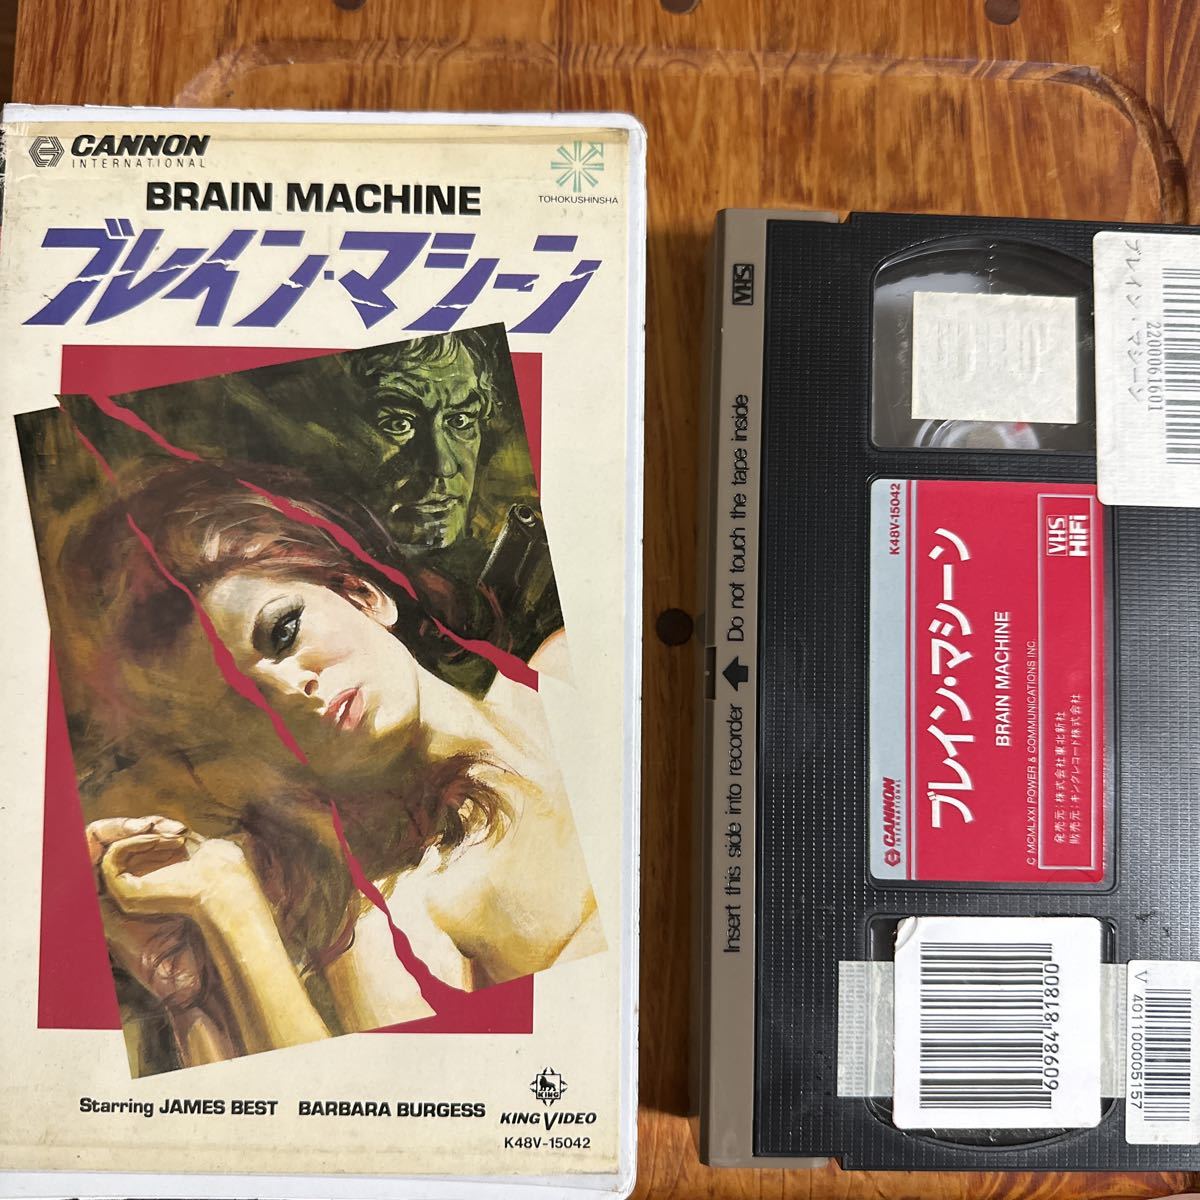 CANNON
INTERNATIONAL
TOHOKUSHINSHA
BRAIN MACHINE
ブレイン・マシーン
Starring JAMES BEST BARBARA BURGESS
KING
KING VIDEO
K48V-15042
VHS
Insert this side into recorder Do not touch the tape inside
ブレイン・マシーン
2200061601
K48V-15042
VHS
HiFi
ブレイン・マシーン
BRAIN MACHINE
CANNON
INTERNATIONAL
C MCMLXXI POWER & COMMUNICATIONS INC.
発売元:株式会社東北新社
販売元:キングレコード株式会社
60984 81800
V 4011000005157